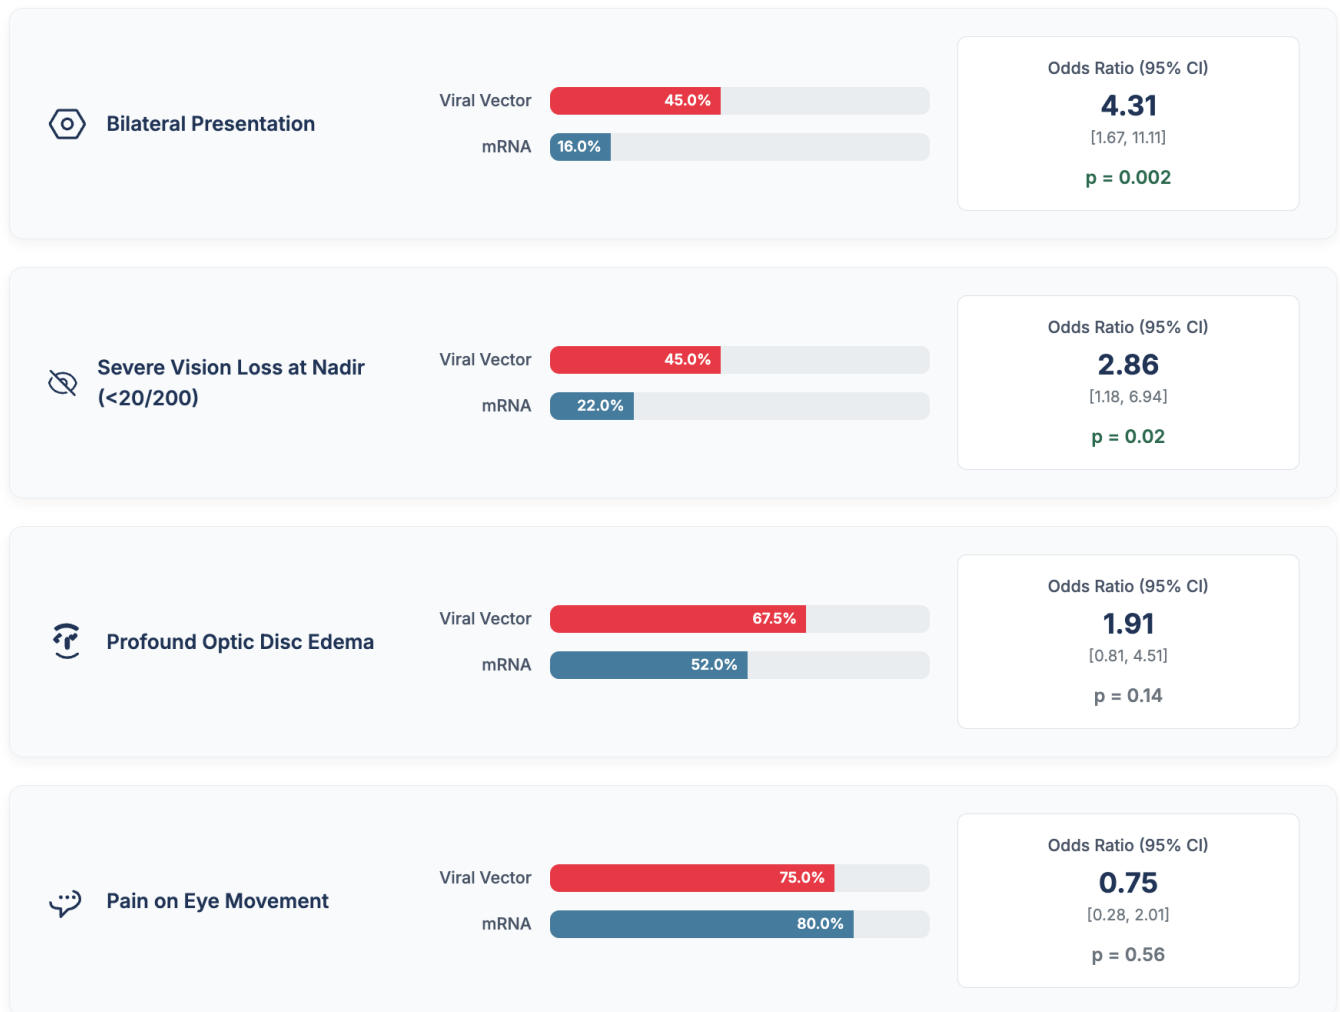 Bilateral Presentation
Viral Vector
45.0%
mRNA
16.0%
Odds Ratio (95% CI)
4.31
[1.67, 11.11]
p = 0.002
Severe Vision Loss at Nadir
(<20/200)
Viral Vector
45.0%
mRNA
22.0%
Odds Ratio (95% CI)
2.86
[1.18, 6.94]
p = 0.02
Profound Optic Disc Edema
Viral Vector
67.5%
mRNA
52.0%
Odds Ratio (95% CI)
1.91
[0.81, 4.51]
p = 0.14
Pain on Eye Movement
Viral Vector
75.0%
mRNA
80.0%
Odds Ratio (95% CI)
0.75
[0.28, 2.01]
p = 0.56